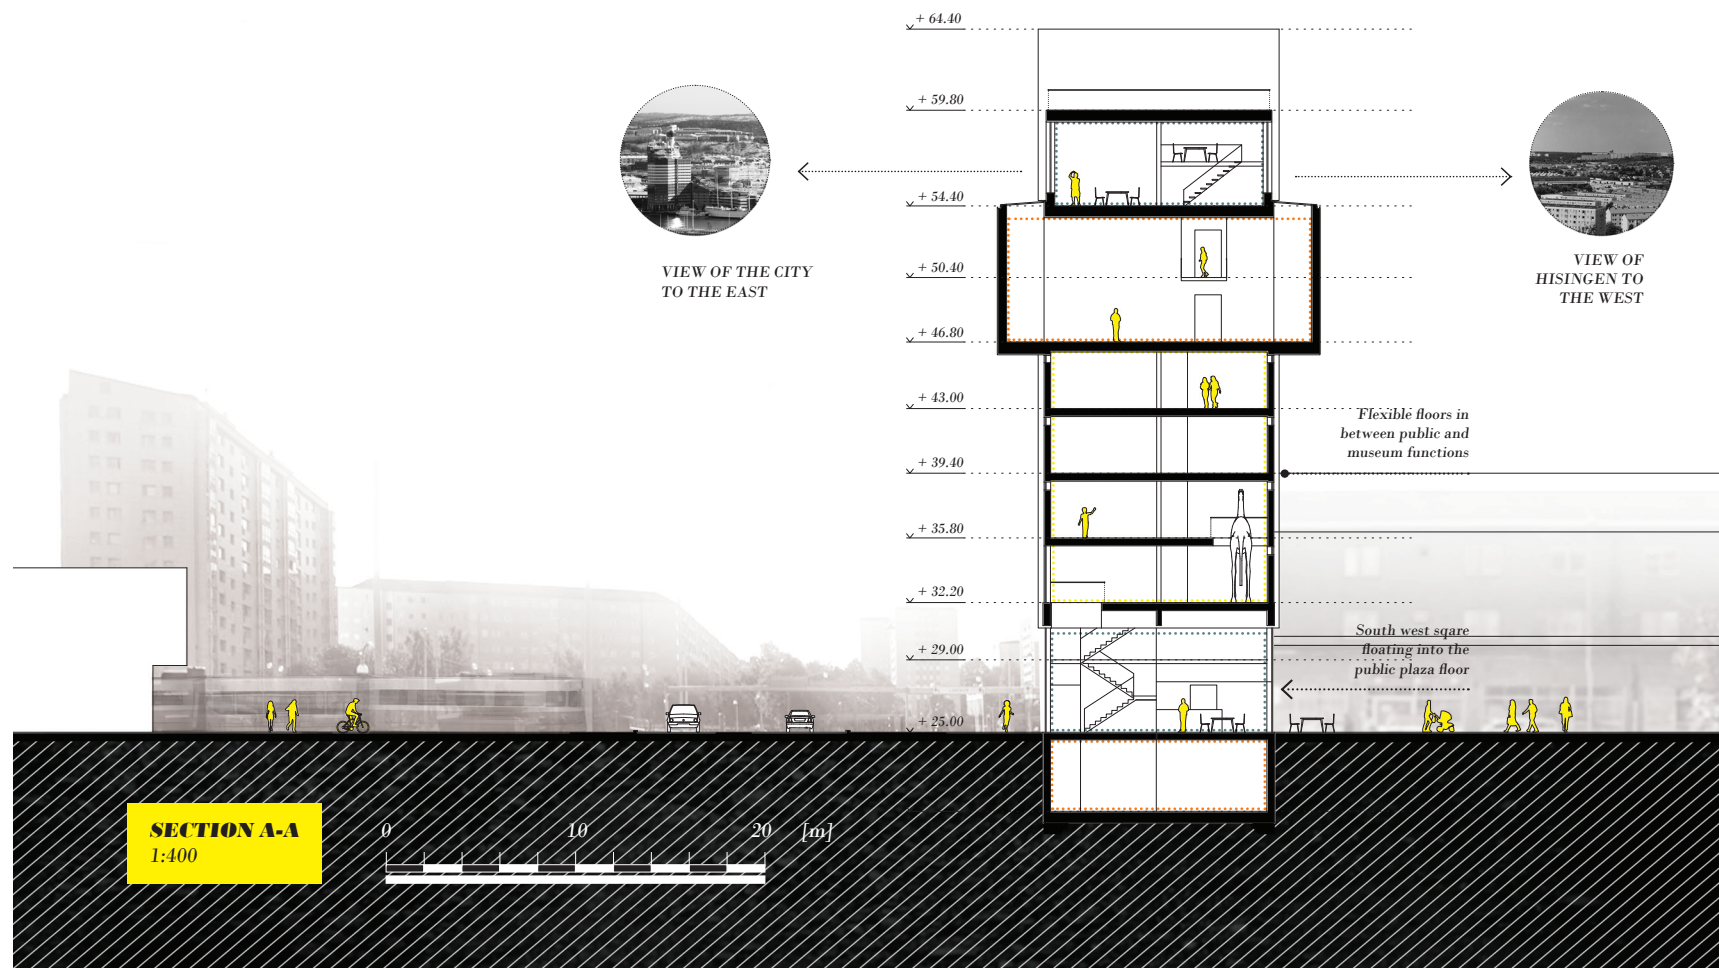 + 64.40
+ 59.80
+ 54.40
+ 50.40
+ 46.80
+ 43.00
+ 39.40
+ 35.80
+ 32.20
+ 29.00
+ 25.00
VIEW OF THE CITY
TO THE EAST
VIEW OF
HISINGEN TO
THE WEST
Flexible floors in
between public and
museum functions
South west sqare
floating into the
public plaza floor
SECTION A-A
1:400
0 10 20 [m]